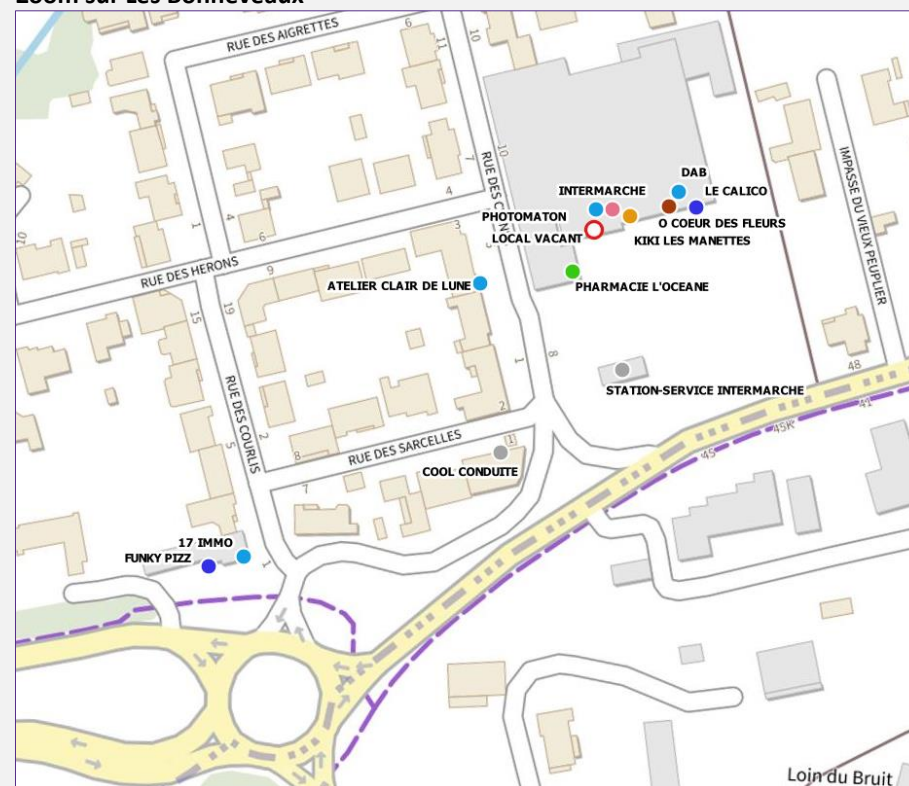 Zoom sur Les Bonneveaux
RUE DES AIGRETTES
6
11
10
10
7
RUE DES C
IMPASSE DU VIEUX PEUPLIER
DAB
INTERMARCHE
LE CALICO
4
PHOTOMATON
O COEUR DES FLEURS
LOCAL VACANT
KIKI LES MANETTES
1
4
6
3
10
RUE DES HERONS
9
ATELIER CLAIR DE LUNE
PHARMACIE L'OCEANE
15
19
1
8
48
STATION-SERVICE INTERMARCHE
41
RUE DES COURLIS
2
45K
5
2
RUE DES SARCELLES
1
45
8
COOL CONDUITE
7
17 IMMO
FUNKY PIZZ
1
Loin du Bruit